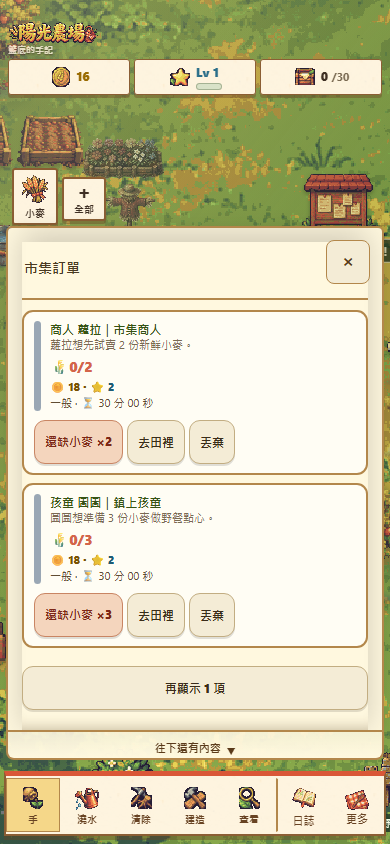 陽光農場
籃底的手記
16
Lv 1
0 /30
小麥
+
全部
市集訂單
×
商人 蘿拉 | 市集商人
蘿拉想先試賣 2 份新鮮小麥。
0/2
18 · 2
一般 · 30 分 00 秒
還缺小麥 ×2
去田裡
丟棄
孩童 圓圓 | 鎮上孩童
圓圓想準備 3 份小麥做野餐點心。
0/3
18 · 2
一般 · 30 分 00 秒
還缺小麥 ×3
去田裡
丟棄
再顯示 1 項
往下還有內容 ▼
手
澆水
清除
建造
查看
日誌
更多